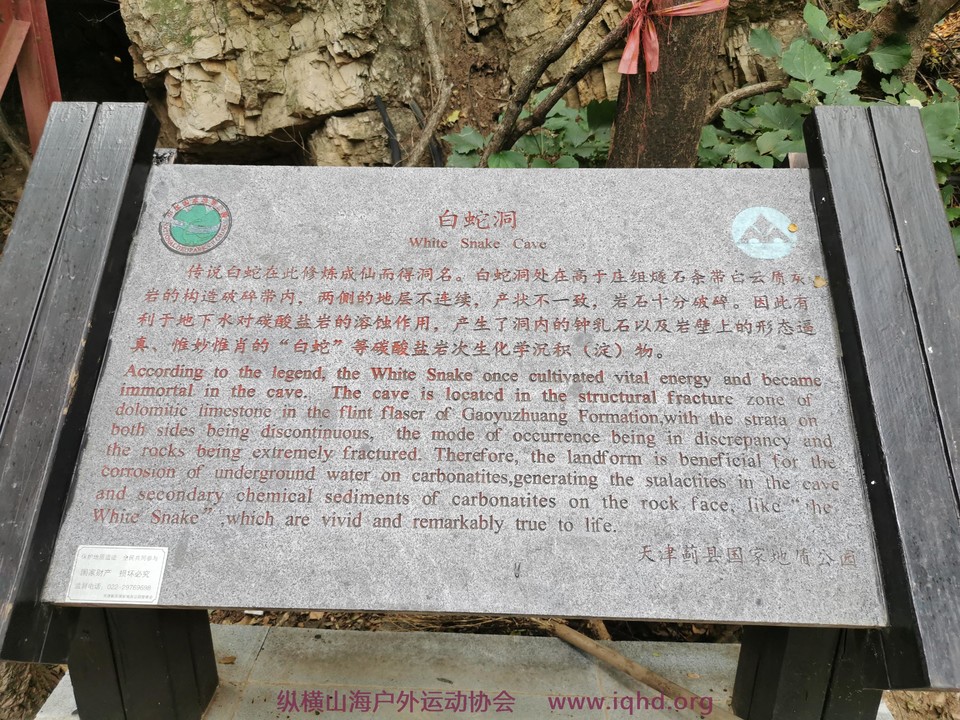 白蛇洞
White Snake Cave
传说白蛇在此修炼成仙而得洞名。白蛇洞处在高于庄组燧石条带白云质灰
岩的构造破碎带内，两侧的地层不连续，产状不一致，岩石十分破碎。因此有
利于地下水对碳酸盐岩的溶蚀作用，产生了洞内的钟乳石以及岩壁上的形态逼
真、惟妙惟肖的“白蛇”等碳酸盐岩次生化学沉积（淀）物。
According to the legend, the White Snake once cultivated vital energy and became
immortal in the cave. The cave is located in the structural fracture zone of
dolomitic limestone in the flint flaser of Gaoyuzhuang Formation,with the strata on
both sides being discontinuous, the mode of occurrence being in discrepancy and
the rocks being extremely fractured. Therefore, the landform is beneficial for the
corrosion of underground water on carbonatites,generating the stalactites in the cave
and secondary chemical sediments of carbonatites on the rock face, like “the
White Snake”,which are vivid and remarkably true to life.
天津蓟县国家地质公园
国家财产 损坏必究
纵横山海户外运动协会 www.iqhd.org